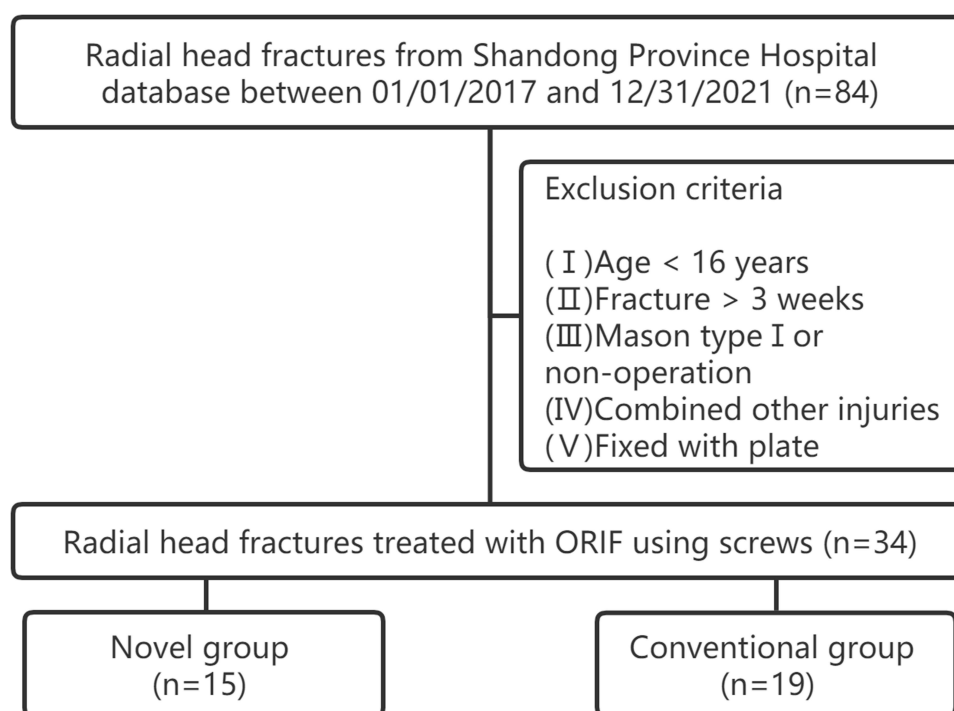 Radial head fractures from Shandong Province Hospital
database between 01/01/2017 and 12/31/2021 (n=84)
Exclusion criteria
(Ⅰ)Age < 16 years
(Ⅱ)Fracture > 3 weeks
(Ⅲ)Mason type Ⅰ or
non-operation
(Ⅳ)Combined other injuries
(Ⅴ)Fixed with plate
Radial head fractures treated with ORIF using screws (n=34)
Novel group
(n=15)
Conventional group
(n=19)